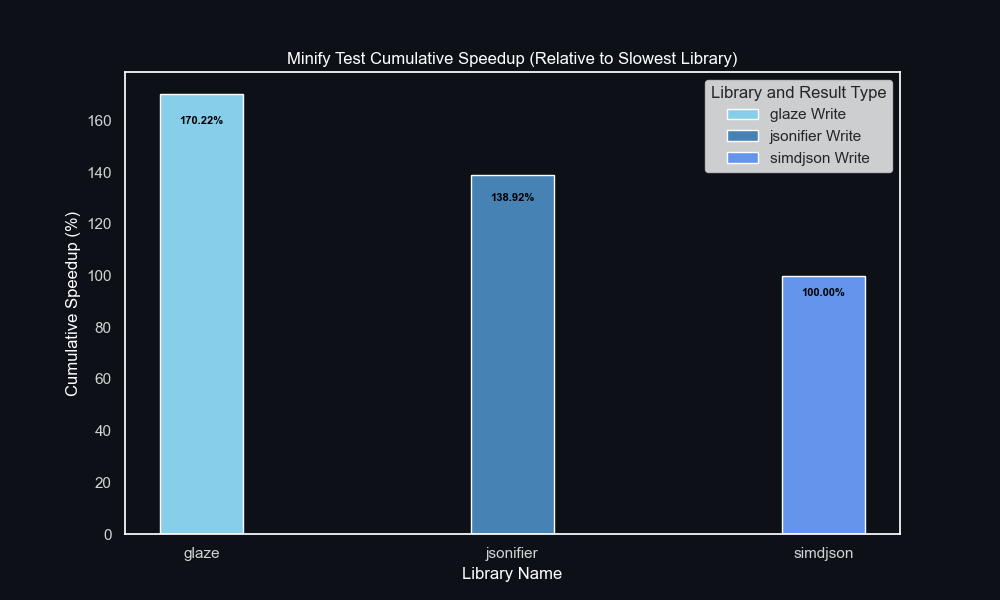 Minify Test Cumulative Speedup (Relative to Slowest Library)
Library and Result Type
glaze Write
jsonifier Write
simdjson Write
170.22%
138.92%
100.00%
Cumulative Speedup (%)
160
140
120
100
80
60
40
20
0
glaze
jsonifier
simdjson
Library Name